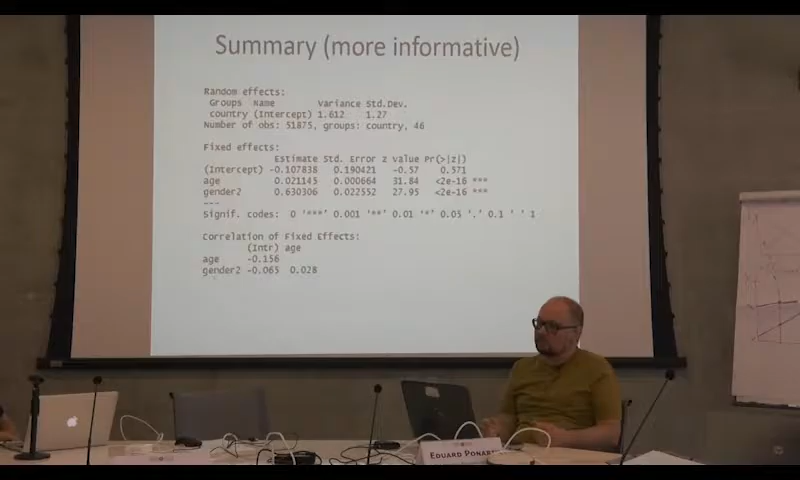 Summary (more informative)
Random effects:
Groups Name Variance Std.Dev.
country (Intercept) 1.612 1.27
Number of obs: 51875, groups: country, 46
Fixed effects:
Estimate Std. Error z value Pr(>|z|)
(Intercept) -0.107838 0.190421 -0.57 0.571
age 0.021145 0.000664 31.84 <2e-16 ***
gender2 0.630306 0.022552 27.95 <2e-16 ***
---
Signif. codes: 0 '***' 0.001 '**' 0.01 '*' 0.05 '.' 0.1 ' ' 1
Correlation of Fixed Effects:
(Intr) age
age -0.156
gender2 -0.065 0.028
EDUARD